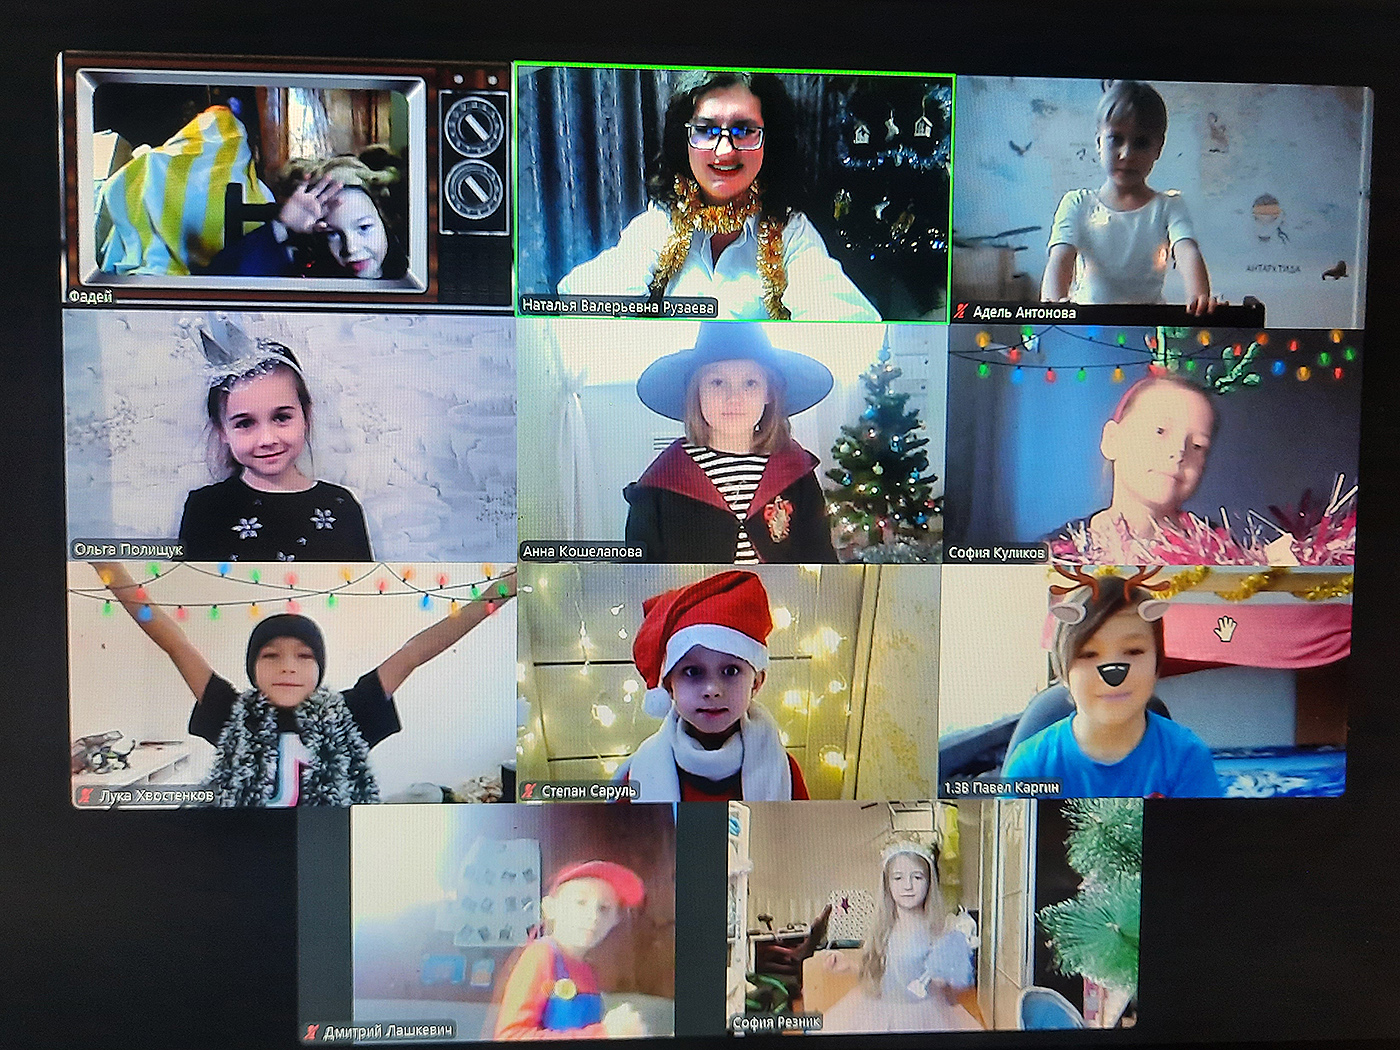 Фадей
Наталья Валерьевна Рузаева
Адель Антонова
АНТАРКТИДА
Ольга Полищук
Анна Кошелапова
София Куликов
Лука Хвостенков
Степан Саруль
1.3В Павел Каргин
Дмитрий Лашкевич
София Резник